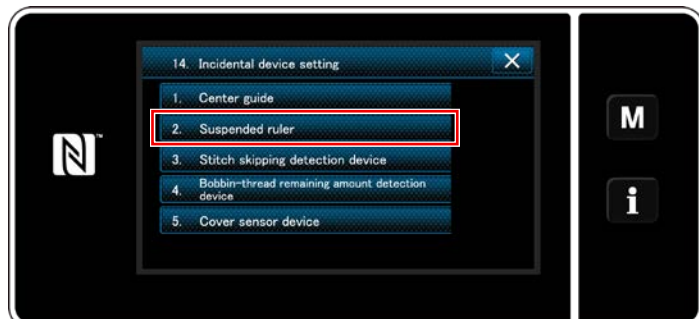 14. Incidental device setting
1. Center guide
2. Suspended ruler
3. Stitch skipping detection device
4. Bobbin-thread remaining amount detection
device
5. Cover sensor device
M
i